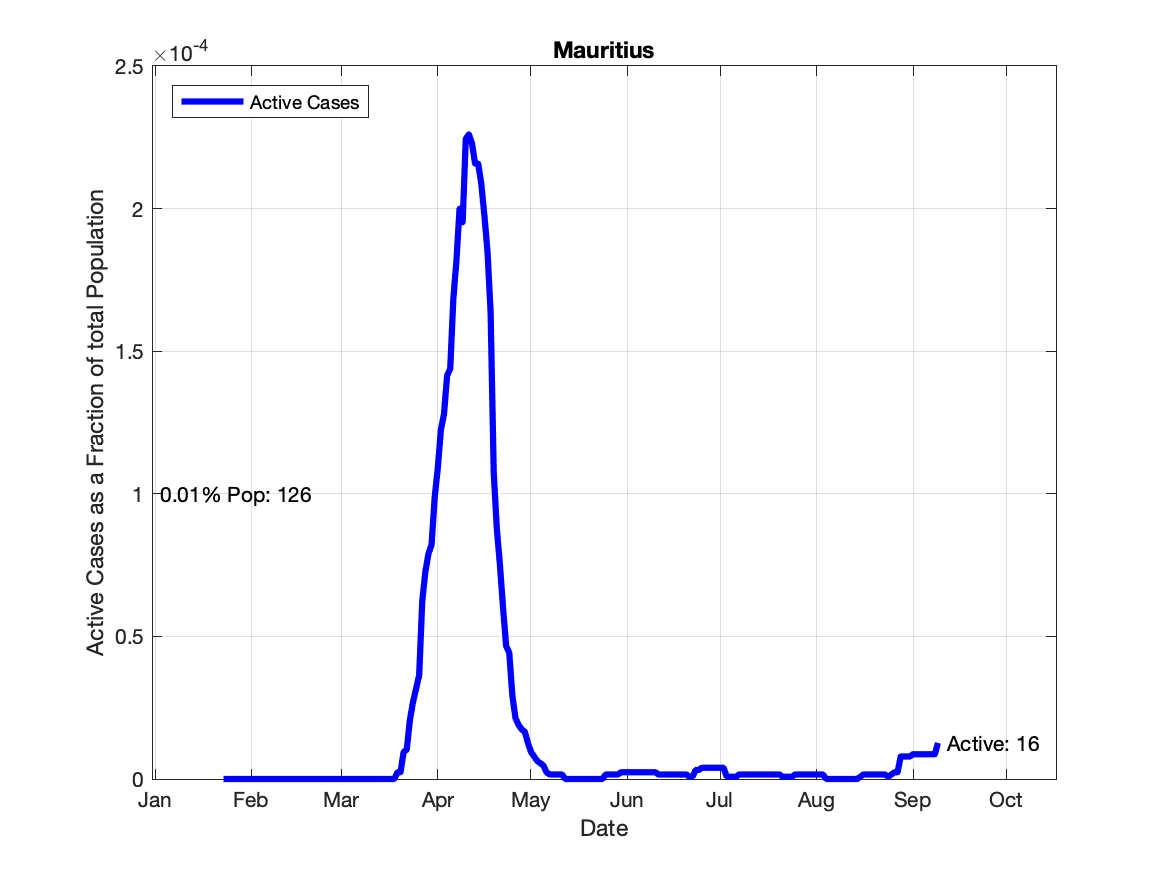 Mauritius
×10-4
Active Cases
2.5
2
1.5
1
0.5
0
0.01% Pop: 126
Active: 16
Active Cases as a Fraction of total Population
Jan Feb Mar Apr May Jun Jul Aug Sep Oct
Date